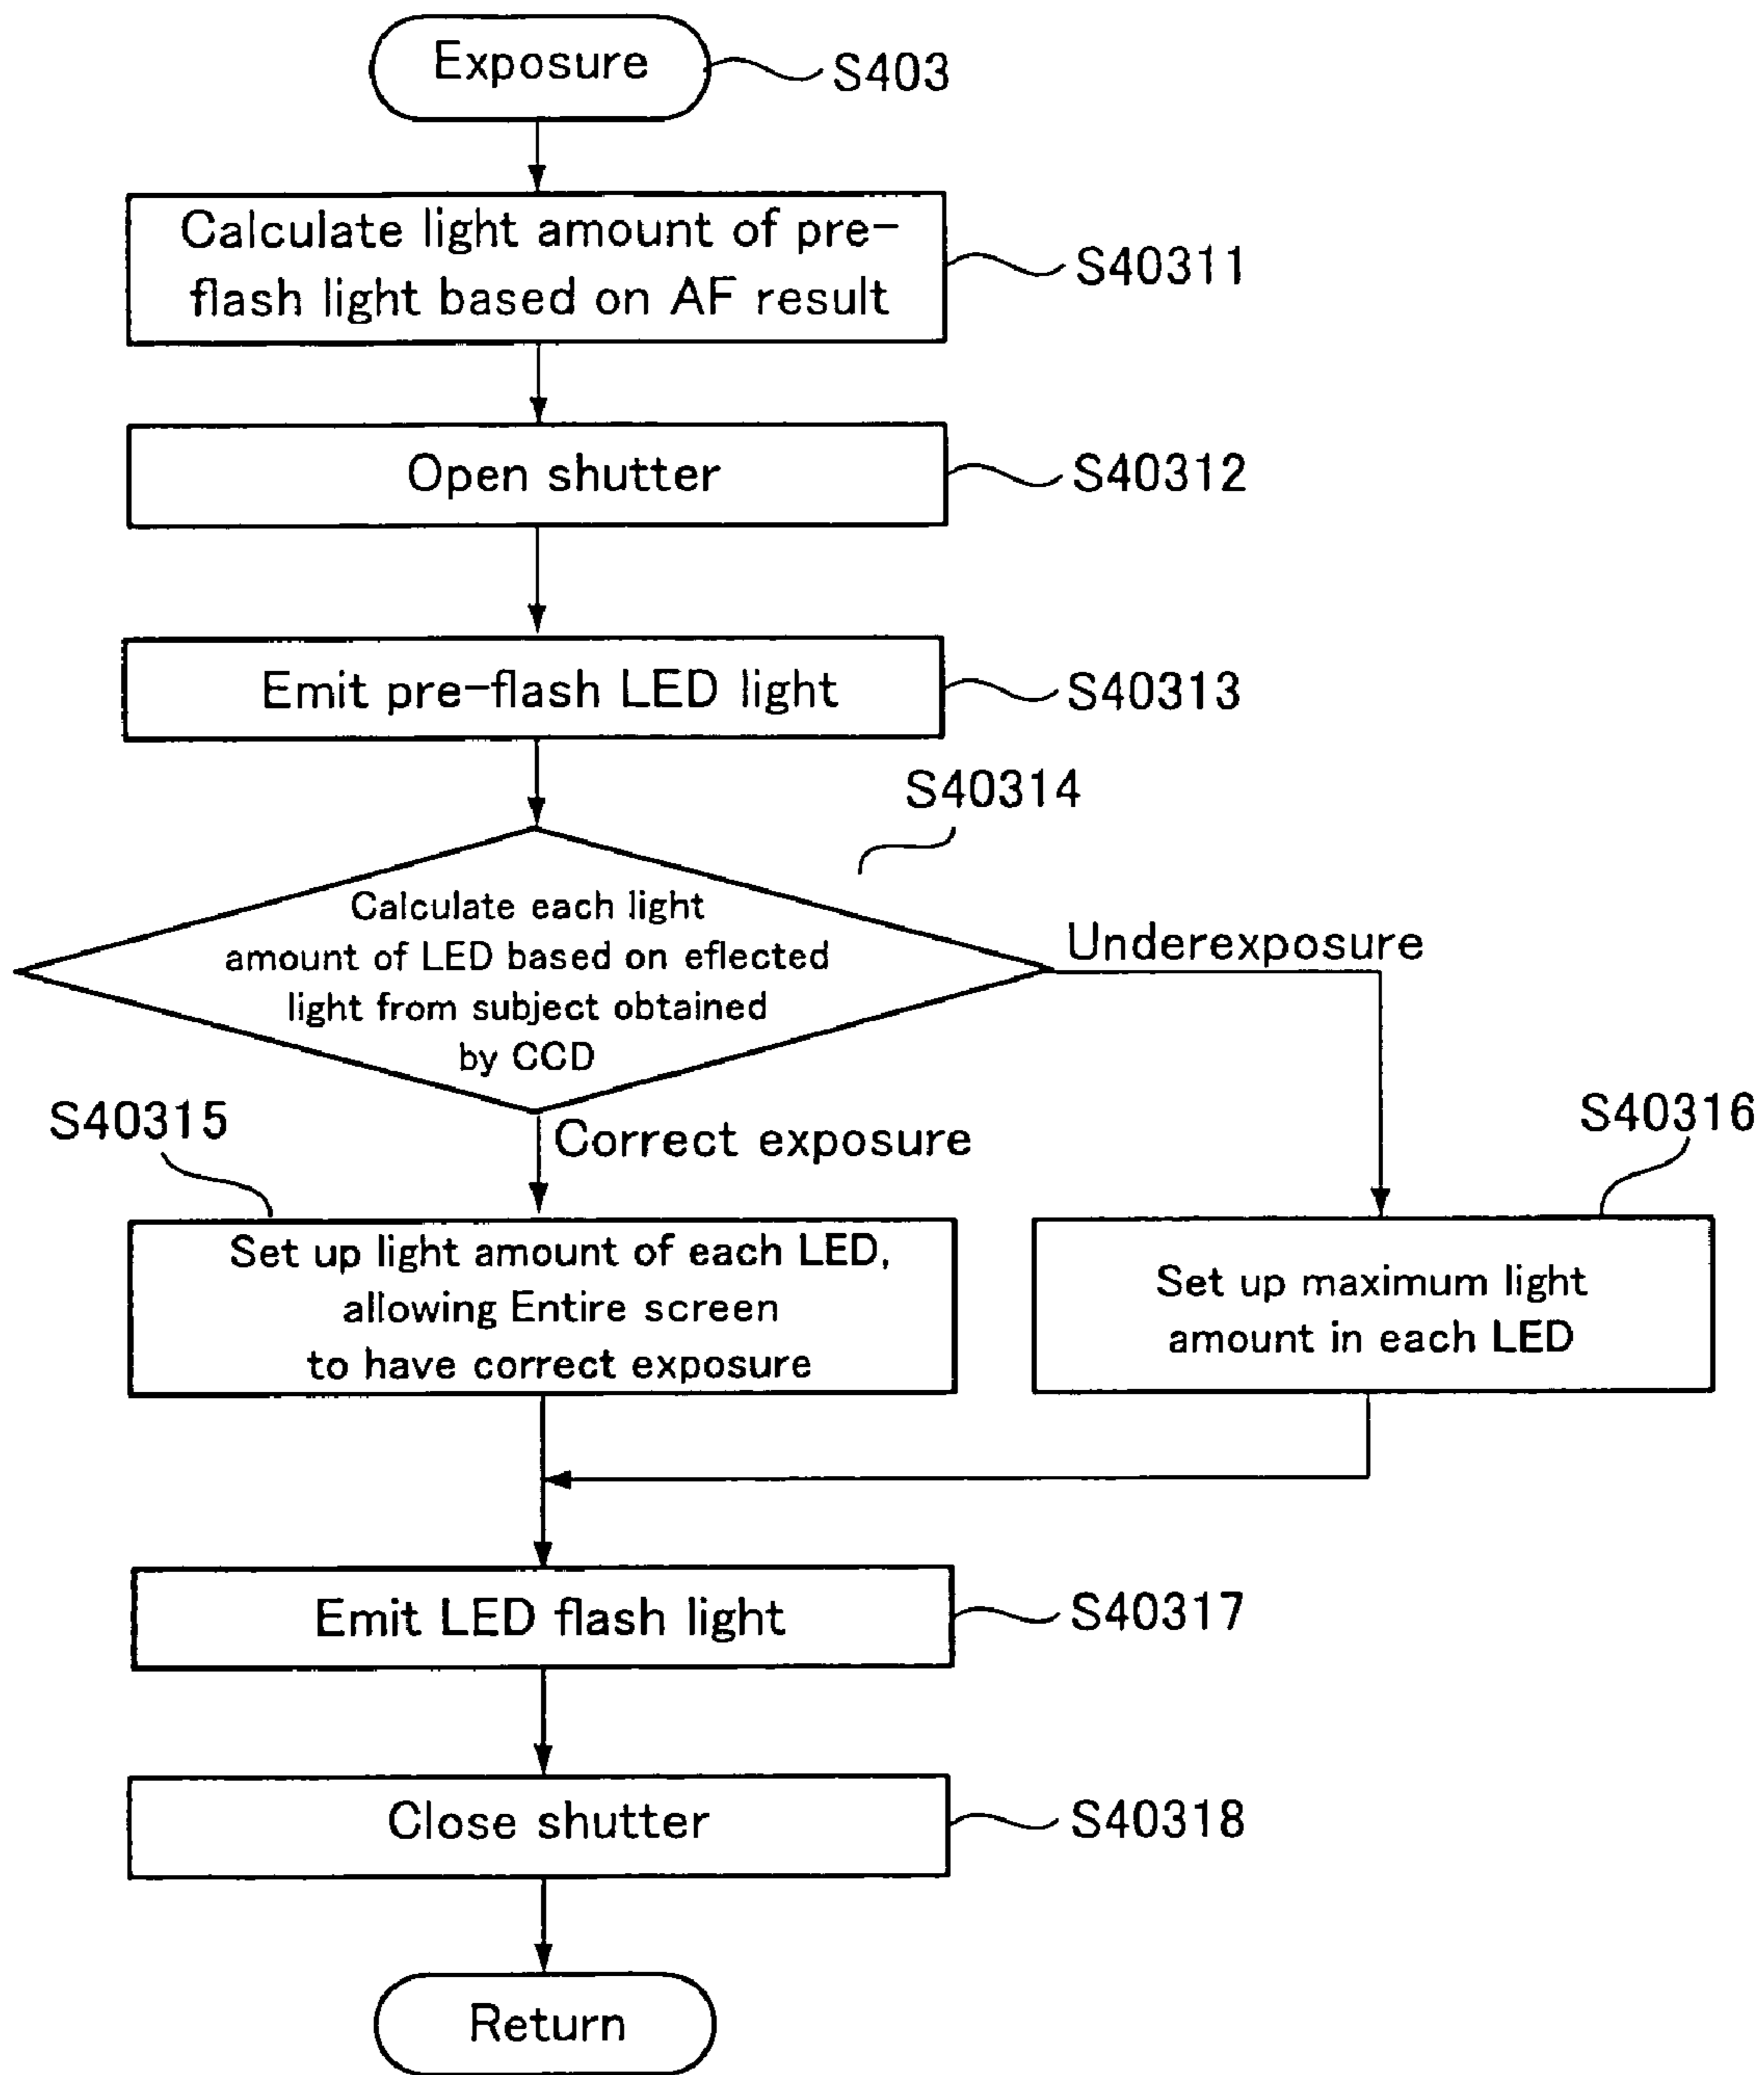 Exposure
S403
Calculate light amount of pre-
flash light based on AF result
S40311
Open shutter
S40312
Emit pre-flash LED light
S40313
S40314
Calculate each light
amount of LED based on eflected
light from subject obtained
by CCD
Underexposure
S40315
Correct exposure
S40316
Set up light amount of each LED,
allowing Entire screen
to have correct exposure
Set up maximum light
amount in each LED
Emit LED flash light
S40317
Close shutter
S40318
Return